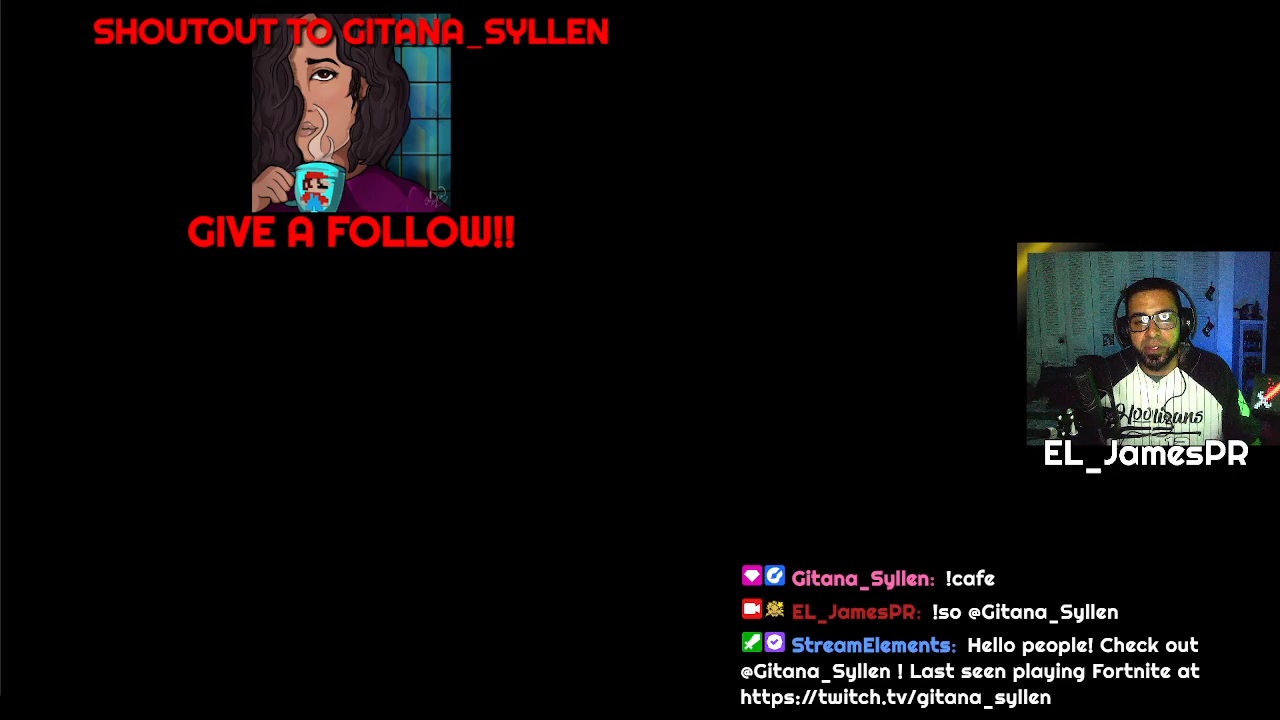 SHOUTOUT TO GITANA_SYLLEN
GIVE A FOLLOW!!
Hooligans
EL_JamesPR
Gitana_Syllen: !cafe
EL_JamesPR: !so @Gitana_Syllen
StreamElements: Hello people! Check out
@Gitana_Syllen ! Last seen playing Fortnite at
https://twitch.tv/gitana_syllen